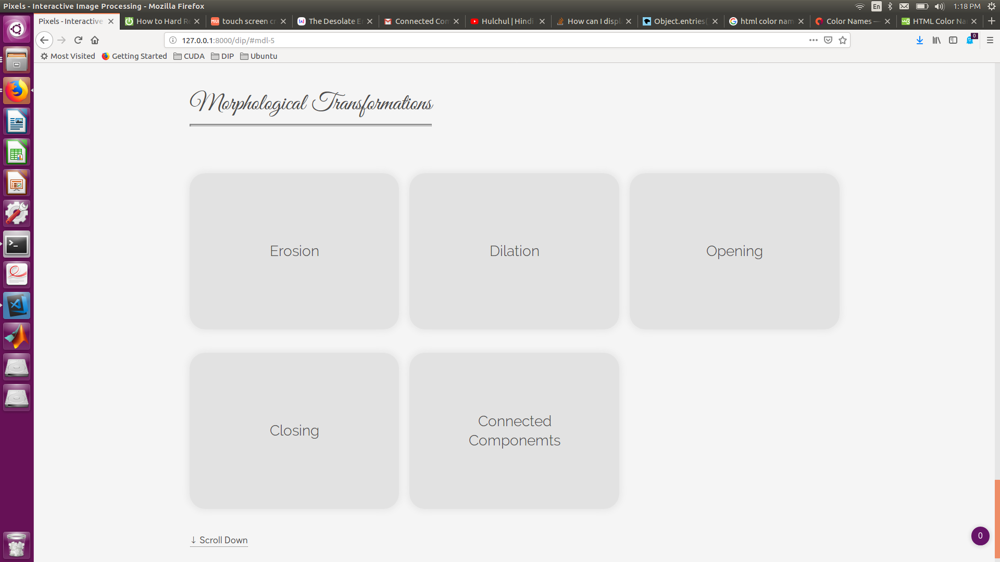 Pixels - Interactive Image Processing - Mozilla Firefox
En
1:18 PM
Pixels - Interactive
How to Hard R
touch screen cr
The Desolate E
Connected Com
Hulchul | Hindi
How can I displ
Object.entries(
html color nam
Color Names —
HTML Color Na
127.0.0.1:8000/dip/#mdl-5
0
Most Visited
Getting Started
CUDA
DIP
Ubuntu
Morphological Transformations
Erosion
Dilation
Opening
Closing
Connected
Componemts
↓ Scroll Down
0